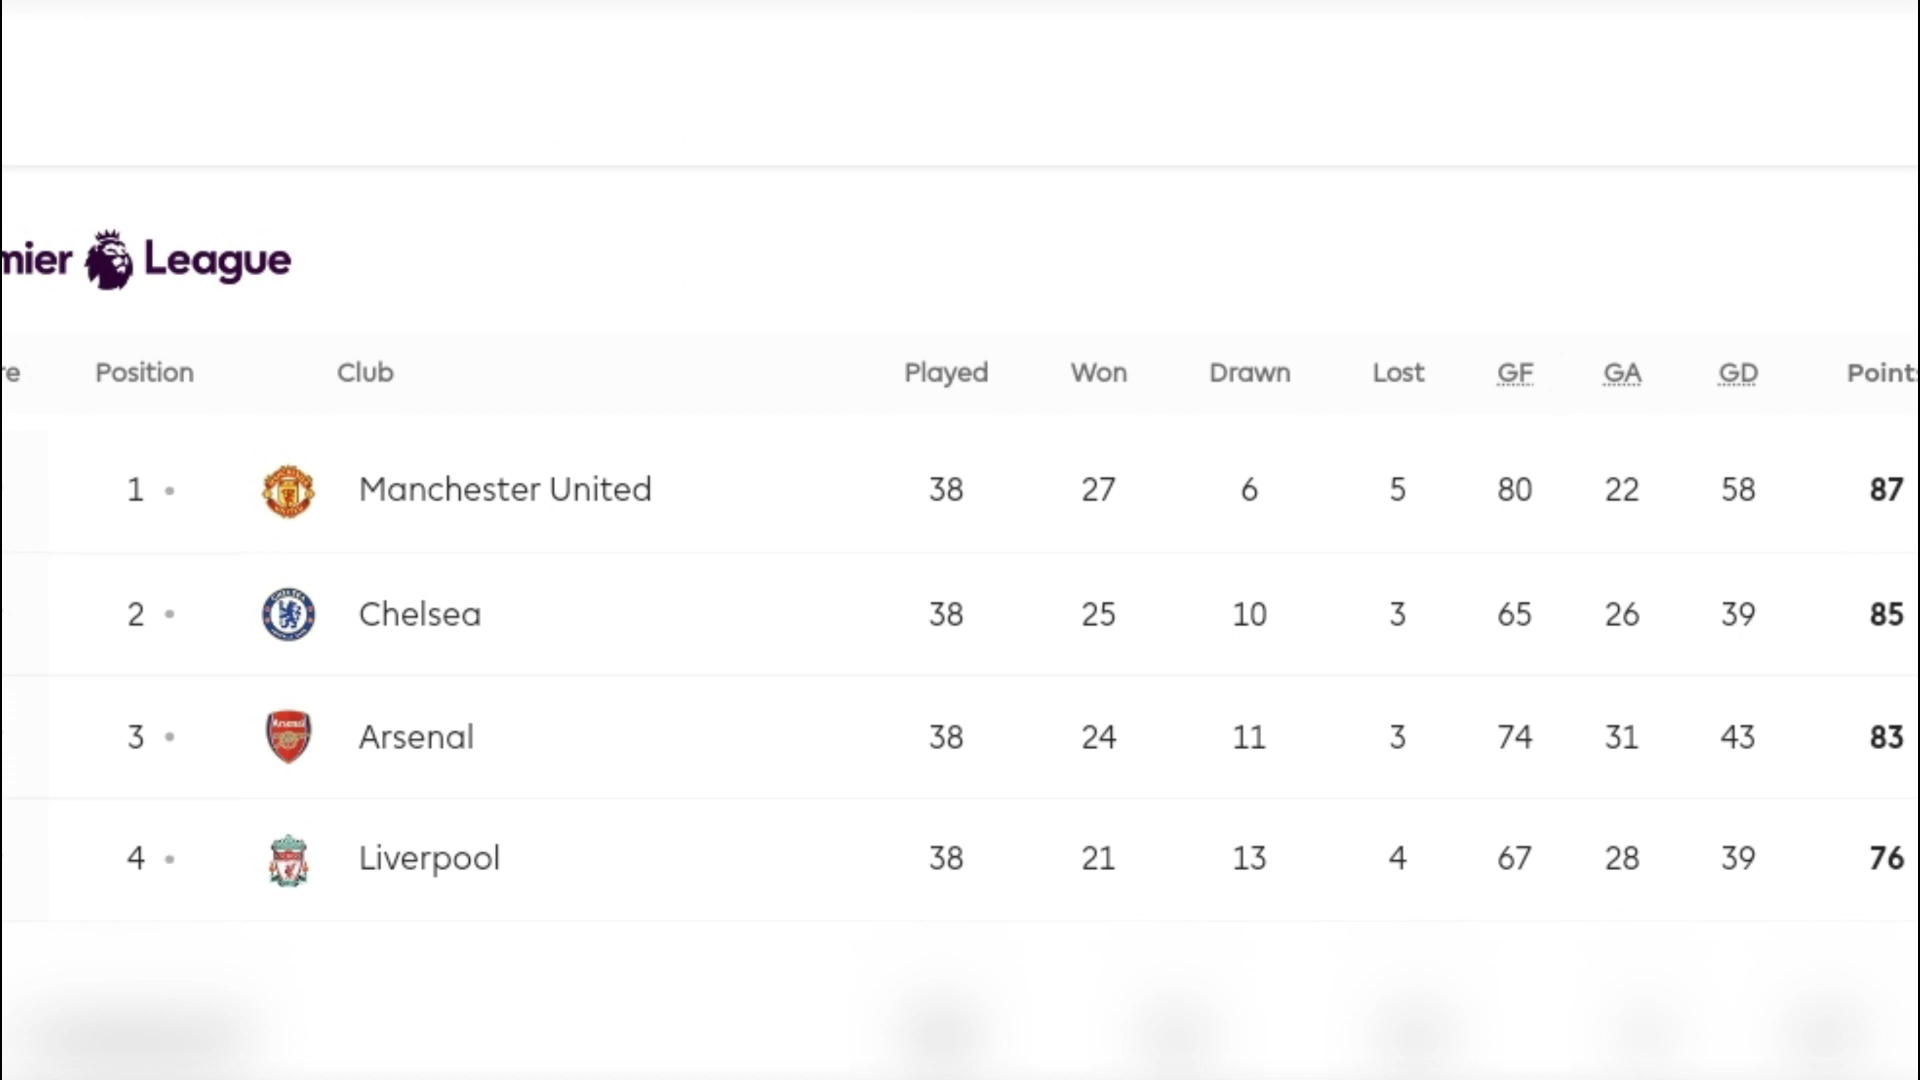 mier League
re Position Club Played Won Drawn Lost GF GA GD Point
1 Manchester United 38 27 6 5 80 22 58 87
2 Chelsea 38 25 10 3 65 26 39 85
3 Arsenal 38 24 11 3 74 31 43 83
4 Liverpool 38 21 13 4 67 28 39 76